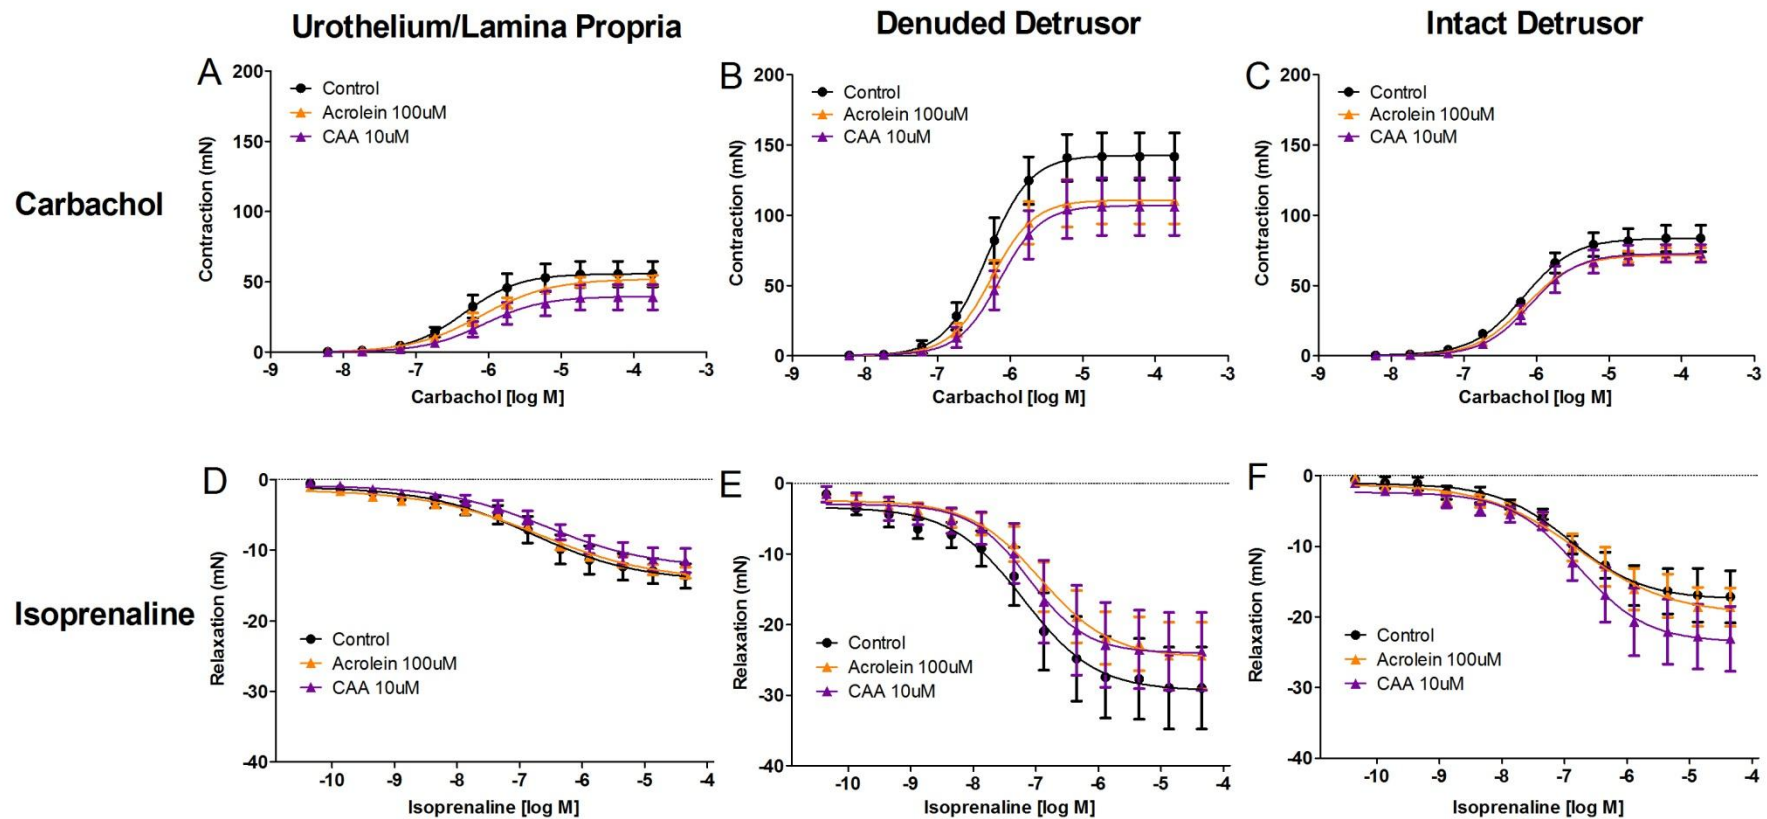 Urothelium/Lamina Propria
Denuded Detrusor
Intact Detrusor
Carbachol
A
200
150
100
50
0
Contraction (mN)
Control
Acrolein 100uM
CAA 10uM
-9 -8 -7 -6 -5 -4 -3
Carbachol [log M]
B
200
150
100
50
0
Contraction (mN)
Control
Acrolein 100uM
CAA 10uM
-9 -8 -7 -6 -5 -4 -3
Carbachol [log M]
C
200
150
100
50
0
Contraction (mN)
Control
Acrolein 100uM
CAA 10uM
-9 -8 -7 -6 -5 -4 -3
Carbachol [log M]
Isoprenaline
D
0
-10
-20
-30
-40
Relaxation (mN)
Control
Acrolein 100uM
CAA 10uM
-10 -9 -8 -7 -6 -5 -4
Isoprenaline [log M]
E
0
-10
-20
-30
-40
Relaxation (mN)
Control
Acrolein 100uM
CAA 10uM
-10 -9 -8 -7 -6 -5 -4
Isoprenaline [log M]
F
0
-10
-20
-30
-40
Relaxation (mN)
Control
Acrolein 100uM
CAA 10uM
-10 -9 -8 -7 -6 -5 -4
Isoprenaline [log M]